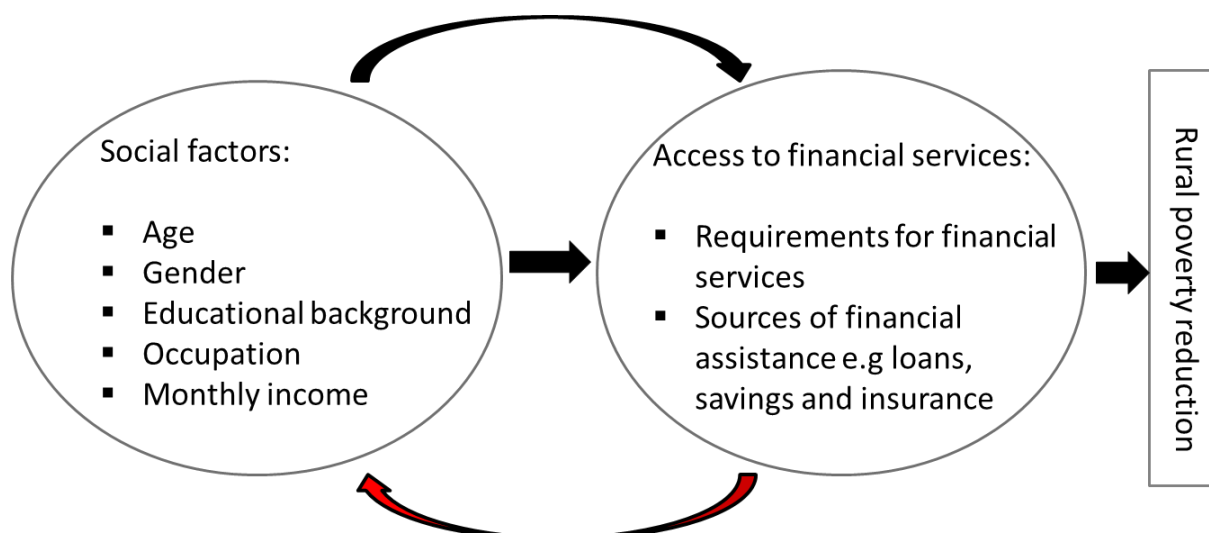 Social factors:
▪ Age
▪ Gender
▪ Educational background
▪ Occupation
▪ Monthly income
Access to financial services:
▪ Requirements for financial
services
▪ Sources of financial
assistance e.g loans,
savings and insurance
Rural poverty reduction